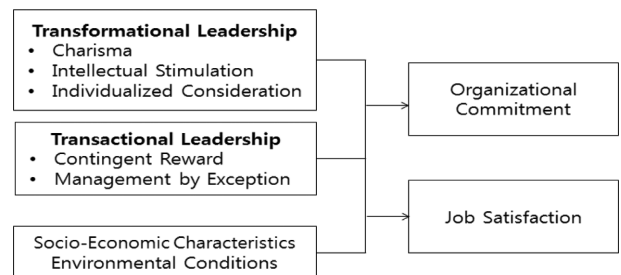 Transformational Leadership
• Charisma
• Intellectual Stimulation
• Individualized Consideration
Transactional Leadership
• Contingent Reward
• Management by Exception
Socio-Economic Characteristics
Environmental Conditions
Organizational
Commitment
Job Satisfaction